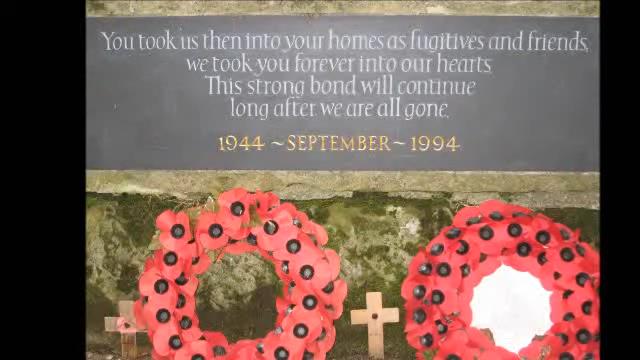 You took us then into your homes as fugitives and friends,
we took you forever into our hearts.
This strong bond will continue
long after we are all gone.
1944 ~ SEPTEMBER ~ 1994